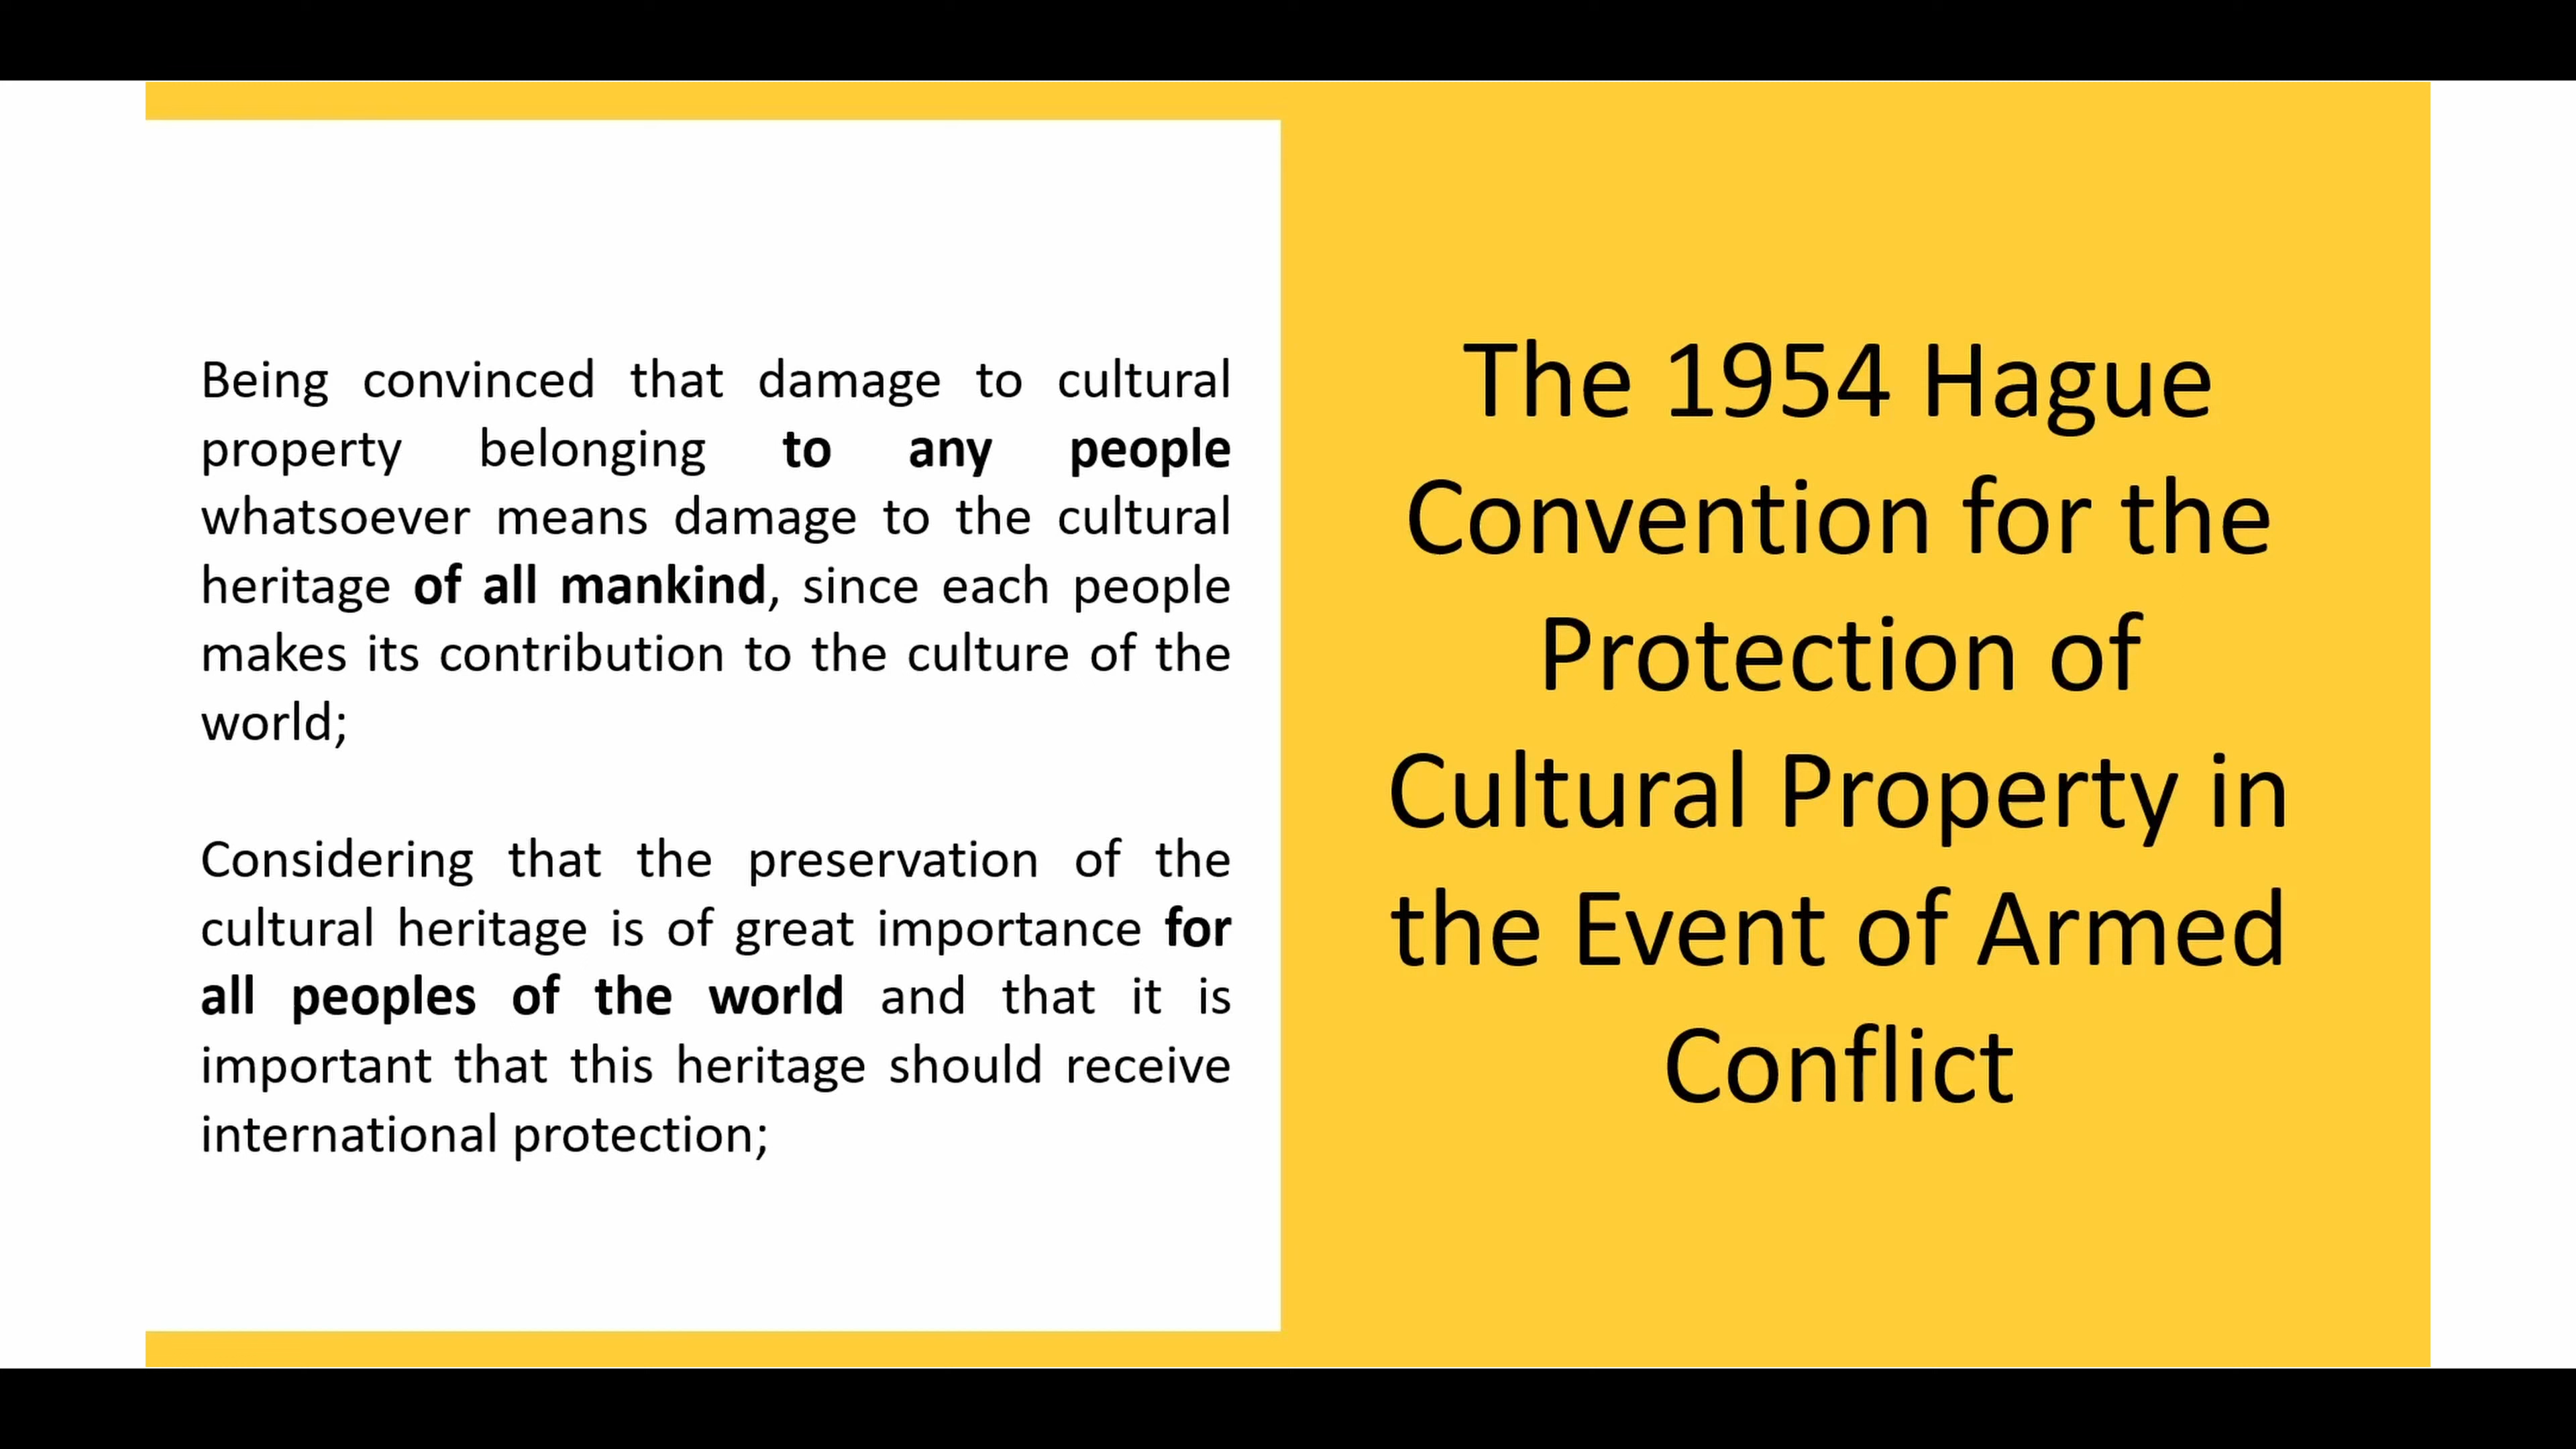 Being convinced that damage to cultural
property belonging to any people
whatsoever means damage to the cultural
heritage of all mankind, since each people
makes its contribution to the culture of the
world;
Considering that the preservation of the
cultural heritage is of great importance for
all peoples of the world and that it is
important that this heritage should receive
international protection;
The 1954 Hague
Convention for the
Protection of
Cultural Property in
the Event of Armed
Conflict